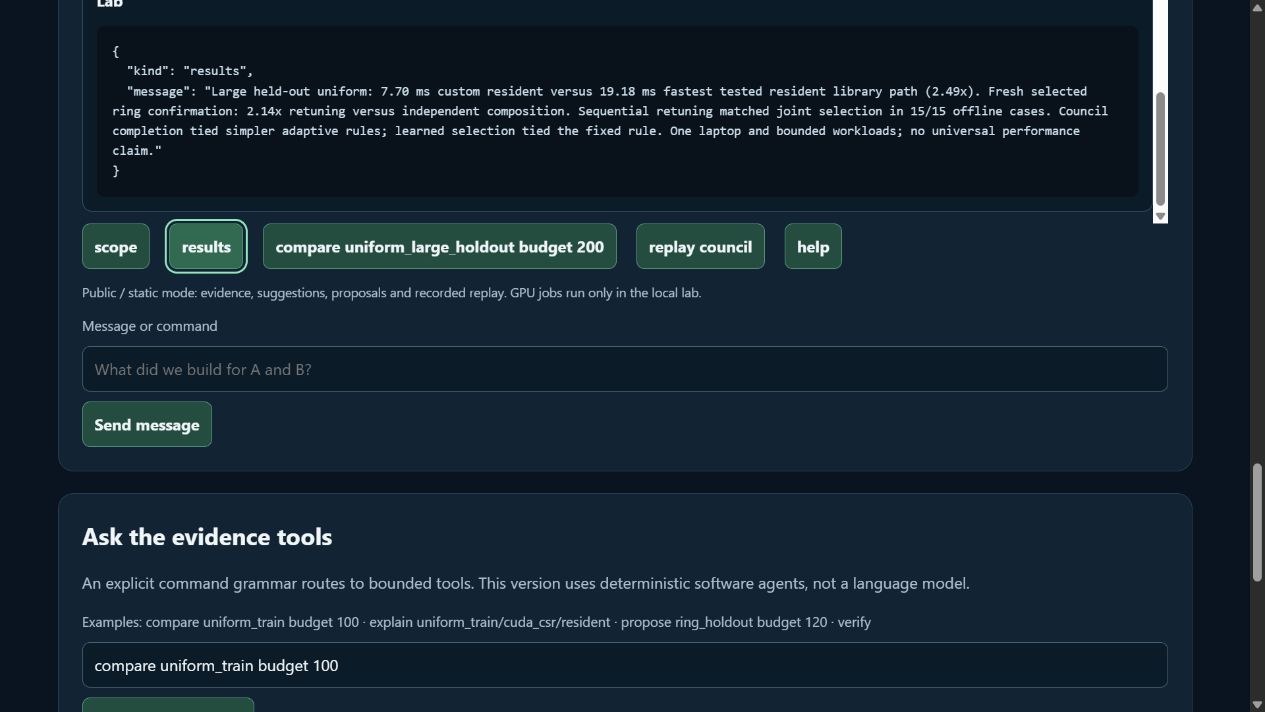 Lab
{
"kind": "results",
"message": "Large held-out uniform: 7.70 ms custom resident versus 19.18 ms fastest tested resident library path (2.49x). Fresh selected
ring confirmation: 2.14x retuning versus independent composition. Sequential retuning matched joint selection in 15/15 offline cases. Council
completion tied simpler adaptive rules; learned selection tied the fixed rule. One laptop and bounded workloads; no universal performance
claim."
}
scope results compare uniform_large_holdout budget 200 replay council help
Public / static mode: evidence, suggestions, proposals and recorded replay. GPU jobs run only in the local lab.
Message or command
What did we build for A and B?
Send message
Ask the evidence tools
An explicit command grammar routes to bounded tools. This version uses deterministic software agents, not a language model.
Examples: compare uniform_train budget 100 · explain uniform_train/cuda_csr/resident · propose ring_holdout budget 120 · verify
compare uniform_train budget 100